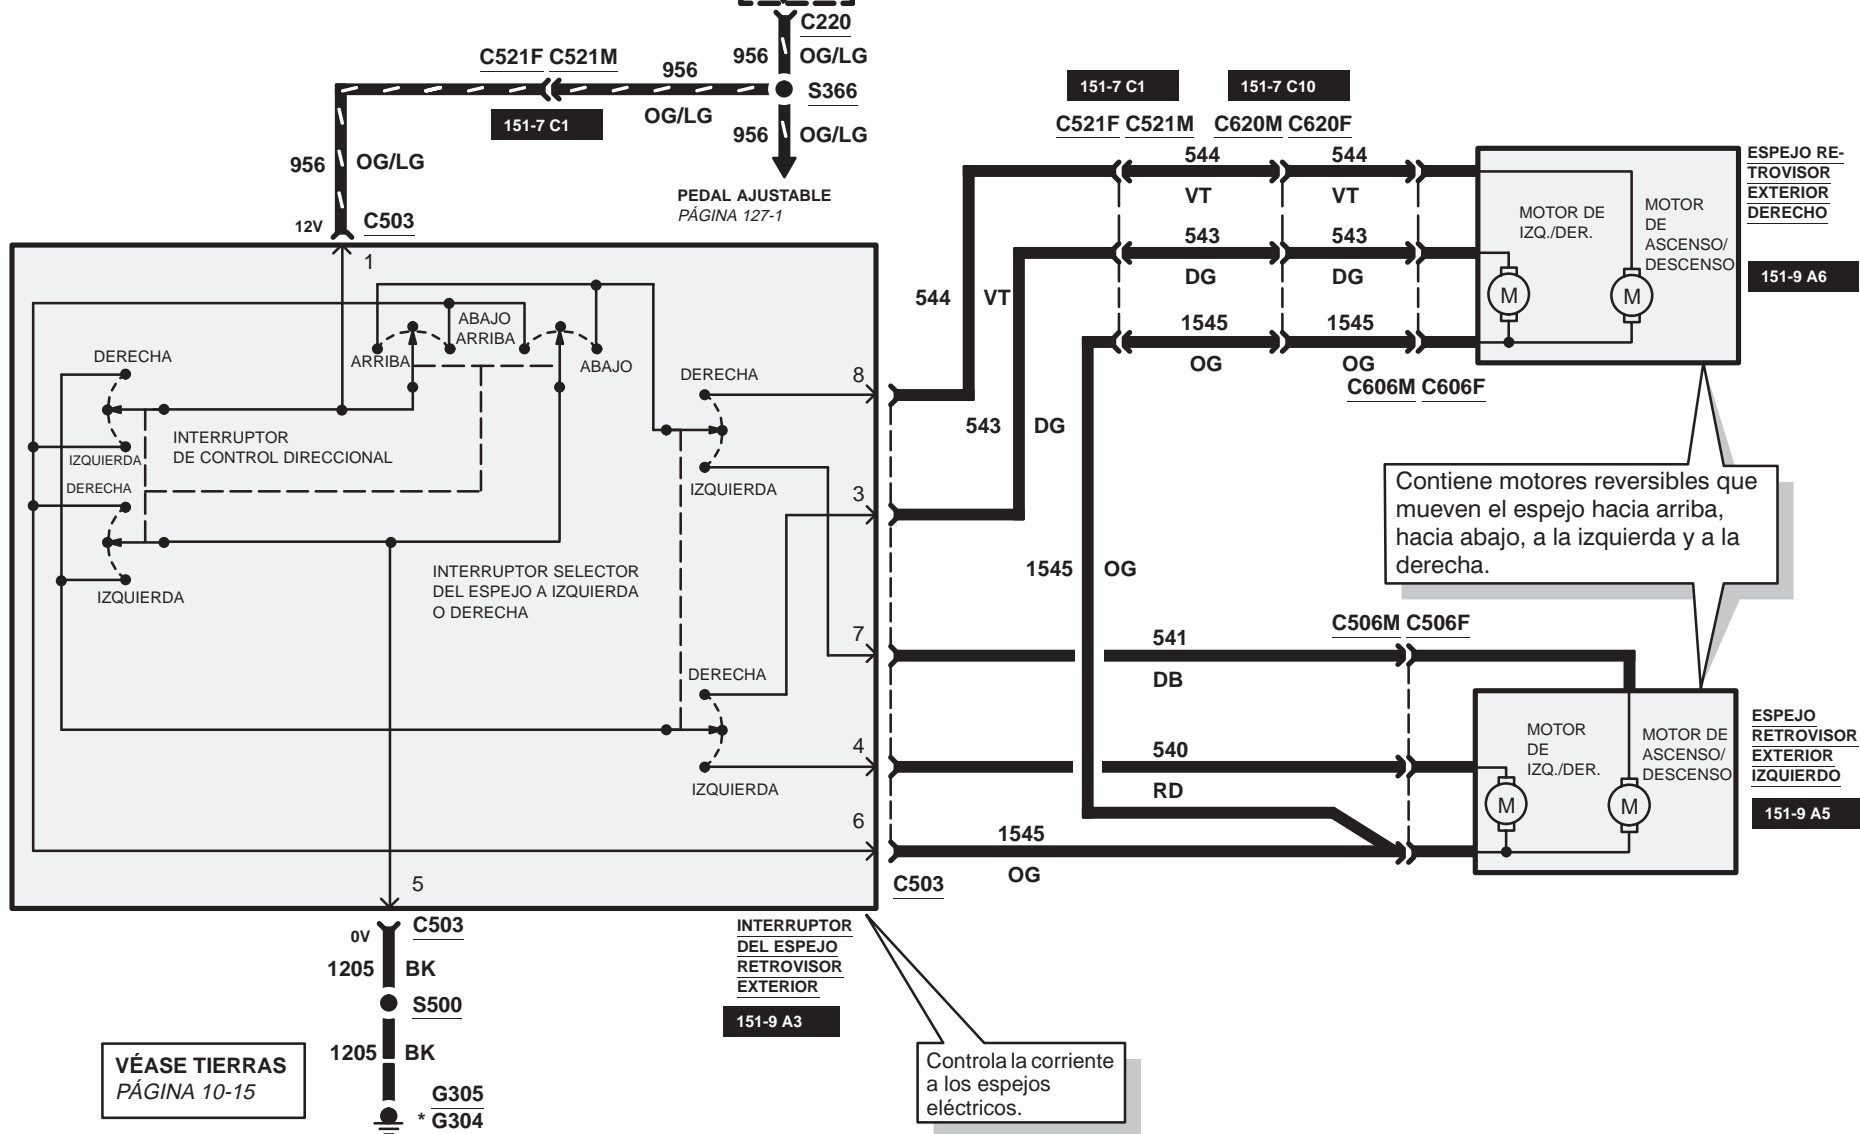 C220
956 OG/LG
C521F C521M
956
S366
151-7 C1
OG/LG
956 OG/LG
956 OG/LG
PEDAL AJUSTABLE
PÁGINA 127-1
12V
C503
1
151-7 C1
151-7 C10
C521F C521M
C620M C620F
544
544
VT
VT
543
543
DG
DG
1545
1545
OG
OG
C606M C606F
544 VT
543 DG
1545 OG
ESPEJO RE-
TROVISOR
EXTERIOR
DERECHO
151-9 A6
MOTOR DE
IZQ./DER.
MOTOR
DE
ASCENSO/
DESCENSO
M
M
ABAJO
ARRIBA
ARRIBA
ABAJO
DERECHA
IZQUIERDA
INTERRUPTOR
DE CONTROL DIRECCIONAL
DERECHA
IZQUIERDA
DERECHA
IZQUIERDA
INTERRUPTOR SELECTOR
DEL ESPEJO A IZQUIERDA
O DERECHA
DERECHA
IZQUIERDA
8
3
7
4
6
5
Contiene motores reversibles que
mueven el espejo hacia arriba,
hacia abajo, a la izquierda y a la
derecha.
C506M C506F
541
DB
540
RD
1545
OG
C503
MOTOR
DE
IZQ./DER.
MOTOR DE
ASCENSO/
DESCENSO
M
M
ESPEJO
RETROVISOR
EXTERIOR
IZQUIERDO
151-9 A5
0V
C503
1205 BK
S500
1205 BK
G305
* G304
VÉASE TIERRAS
PÁGINA 10-15
INTERRUPTOR
DEL ESPEJO
RETROVISOR
EXTERIOR
151-9 A3
Controla la corriente
a los espejos
eléctricos.